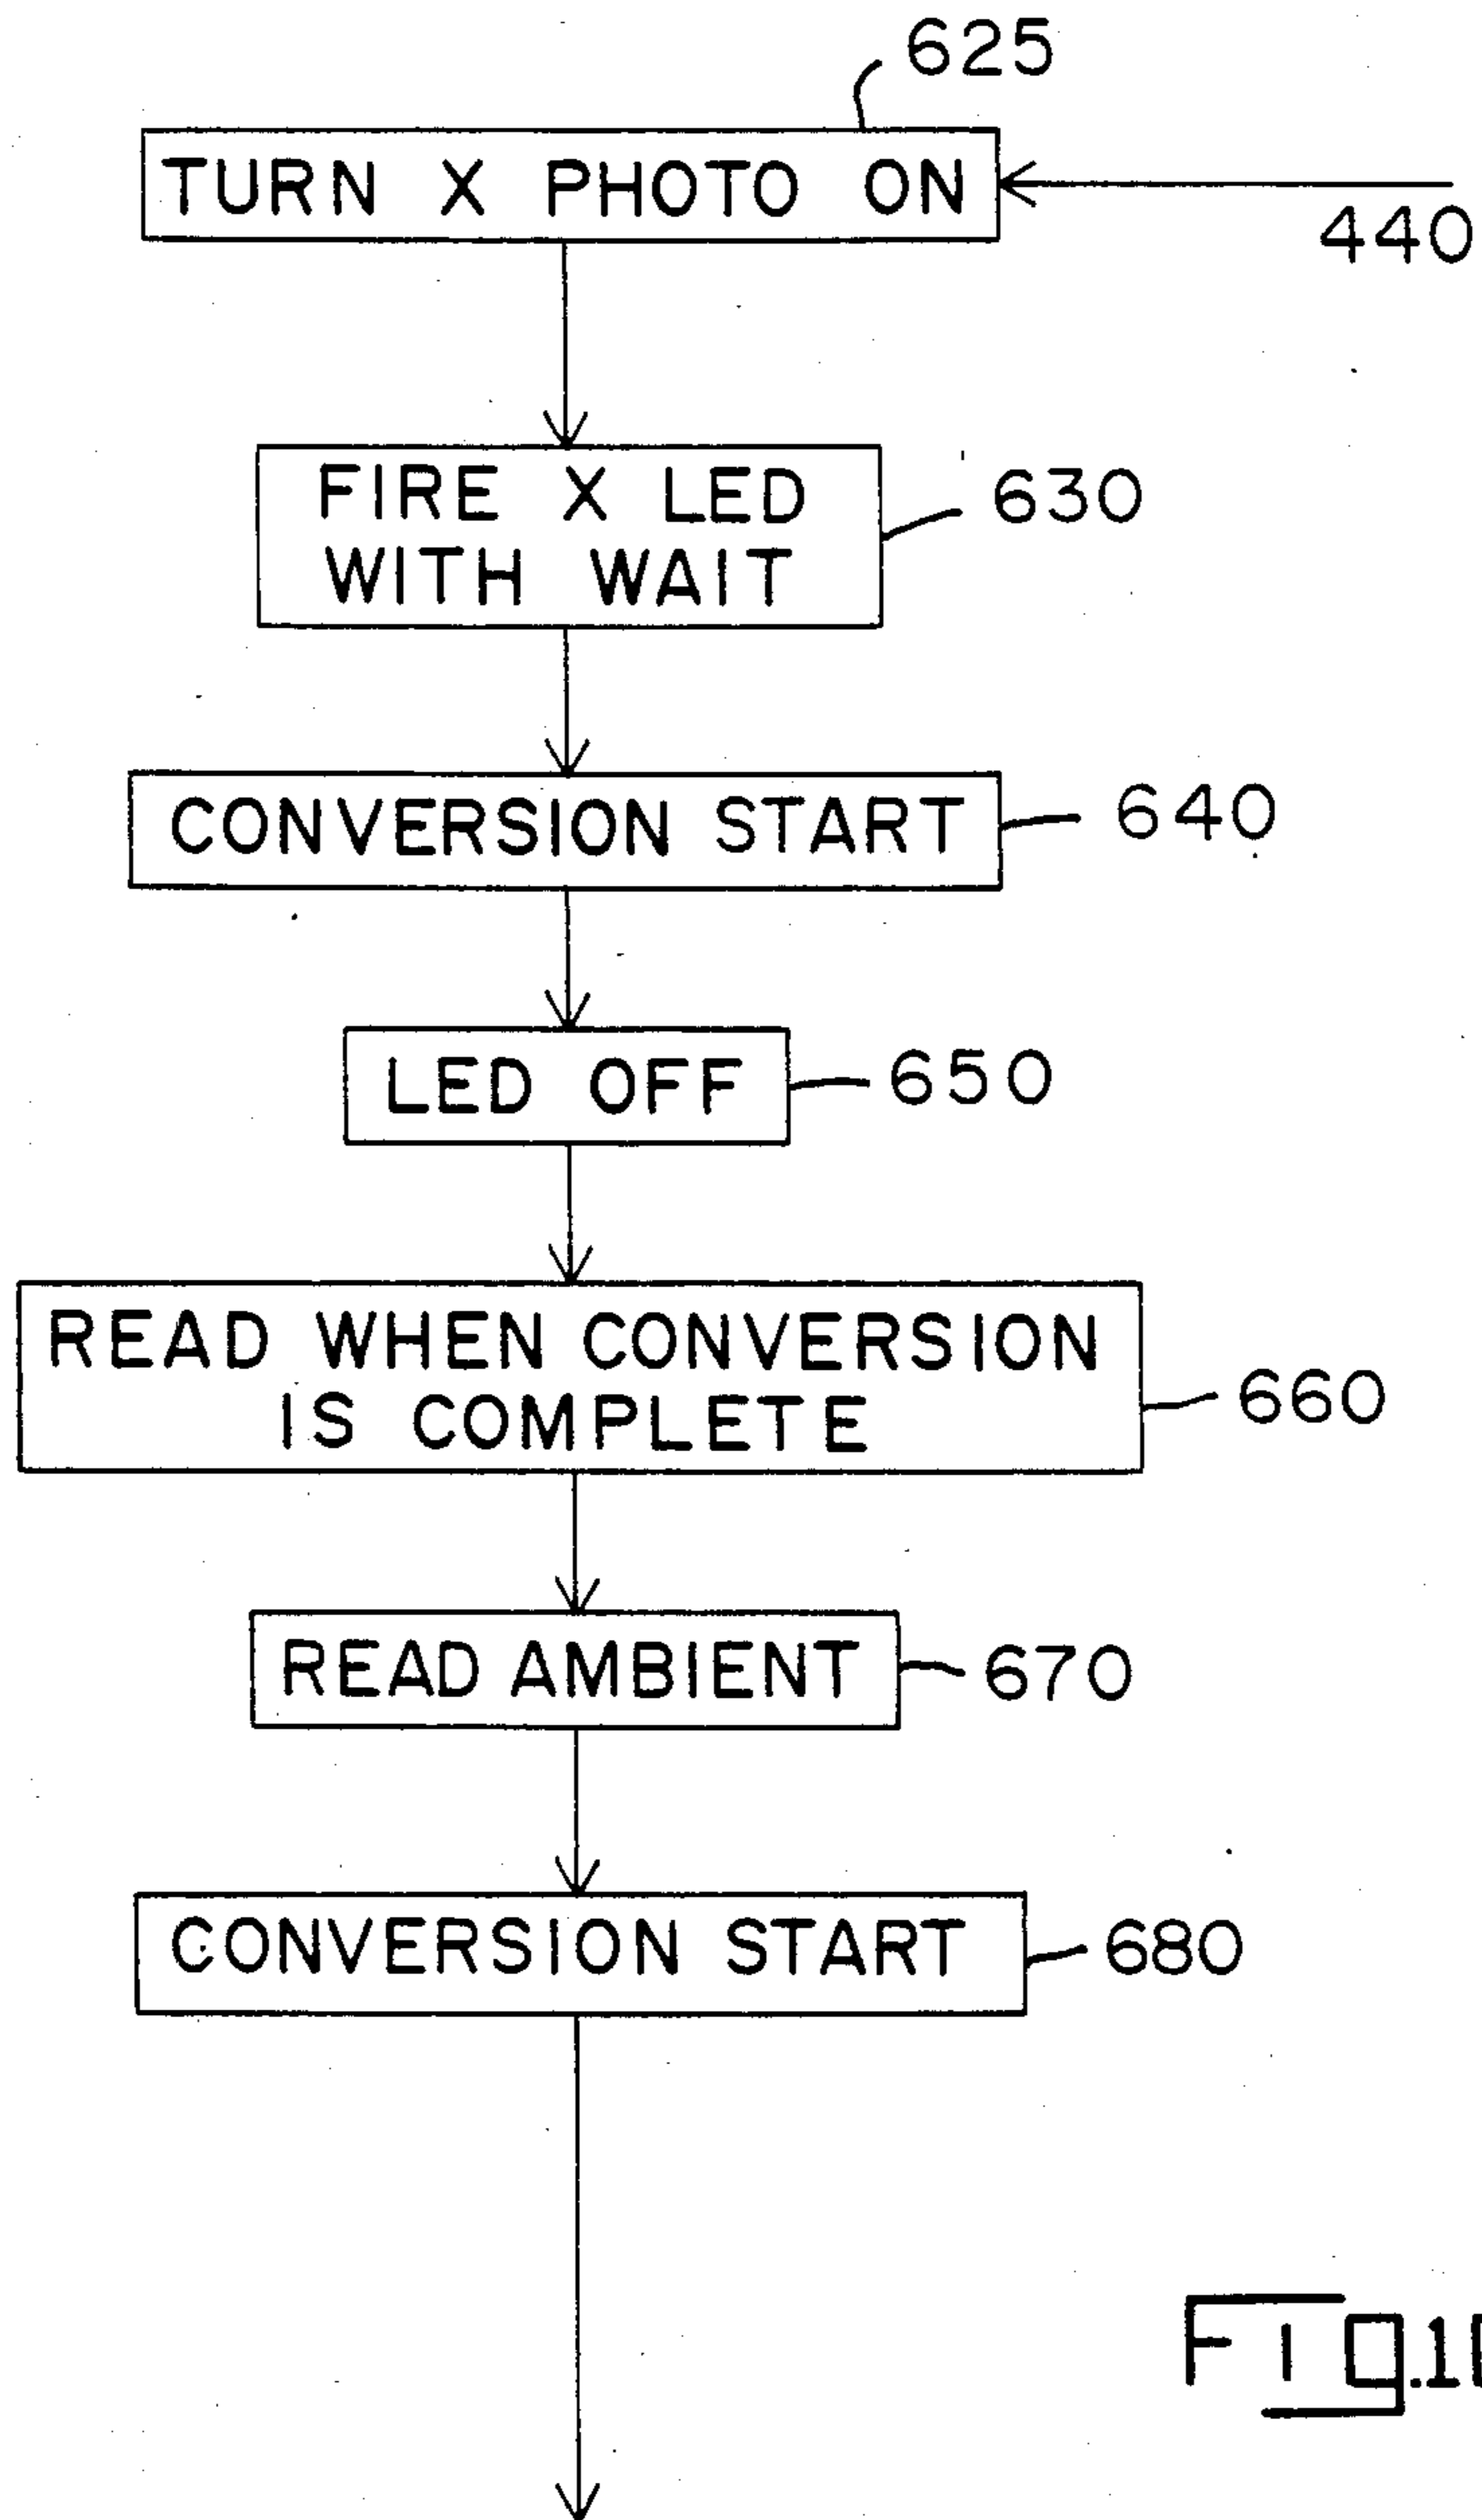 625
TURN X PHOTO ON
440
FIRE X LED
WITH WAIT
630
CONVERSION START
640
LED OFF
650
READ WHEN CONVERSION
IS COMPLETE
660
READ AMBIENT
670
CONVERSION START
680